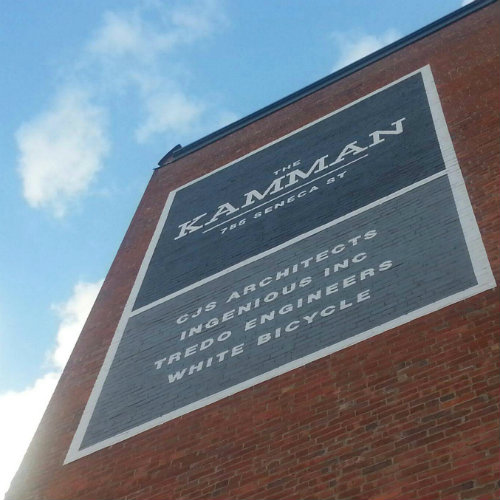 THE
KAMMAN
755 SENECA ST
CJS ARCHITECTS
INGENIOUS INC
TREDO ENGINEERS
WHITE BICYCLE